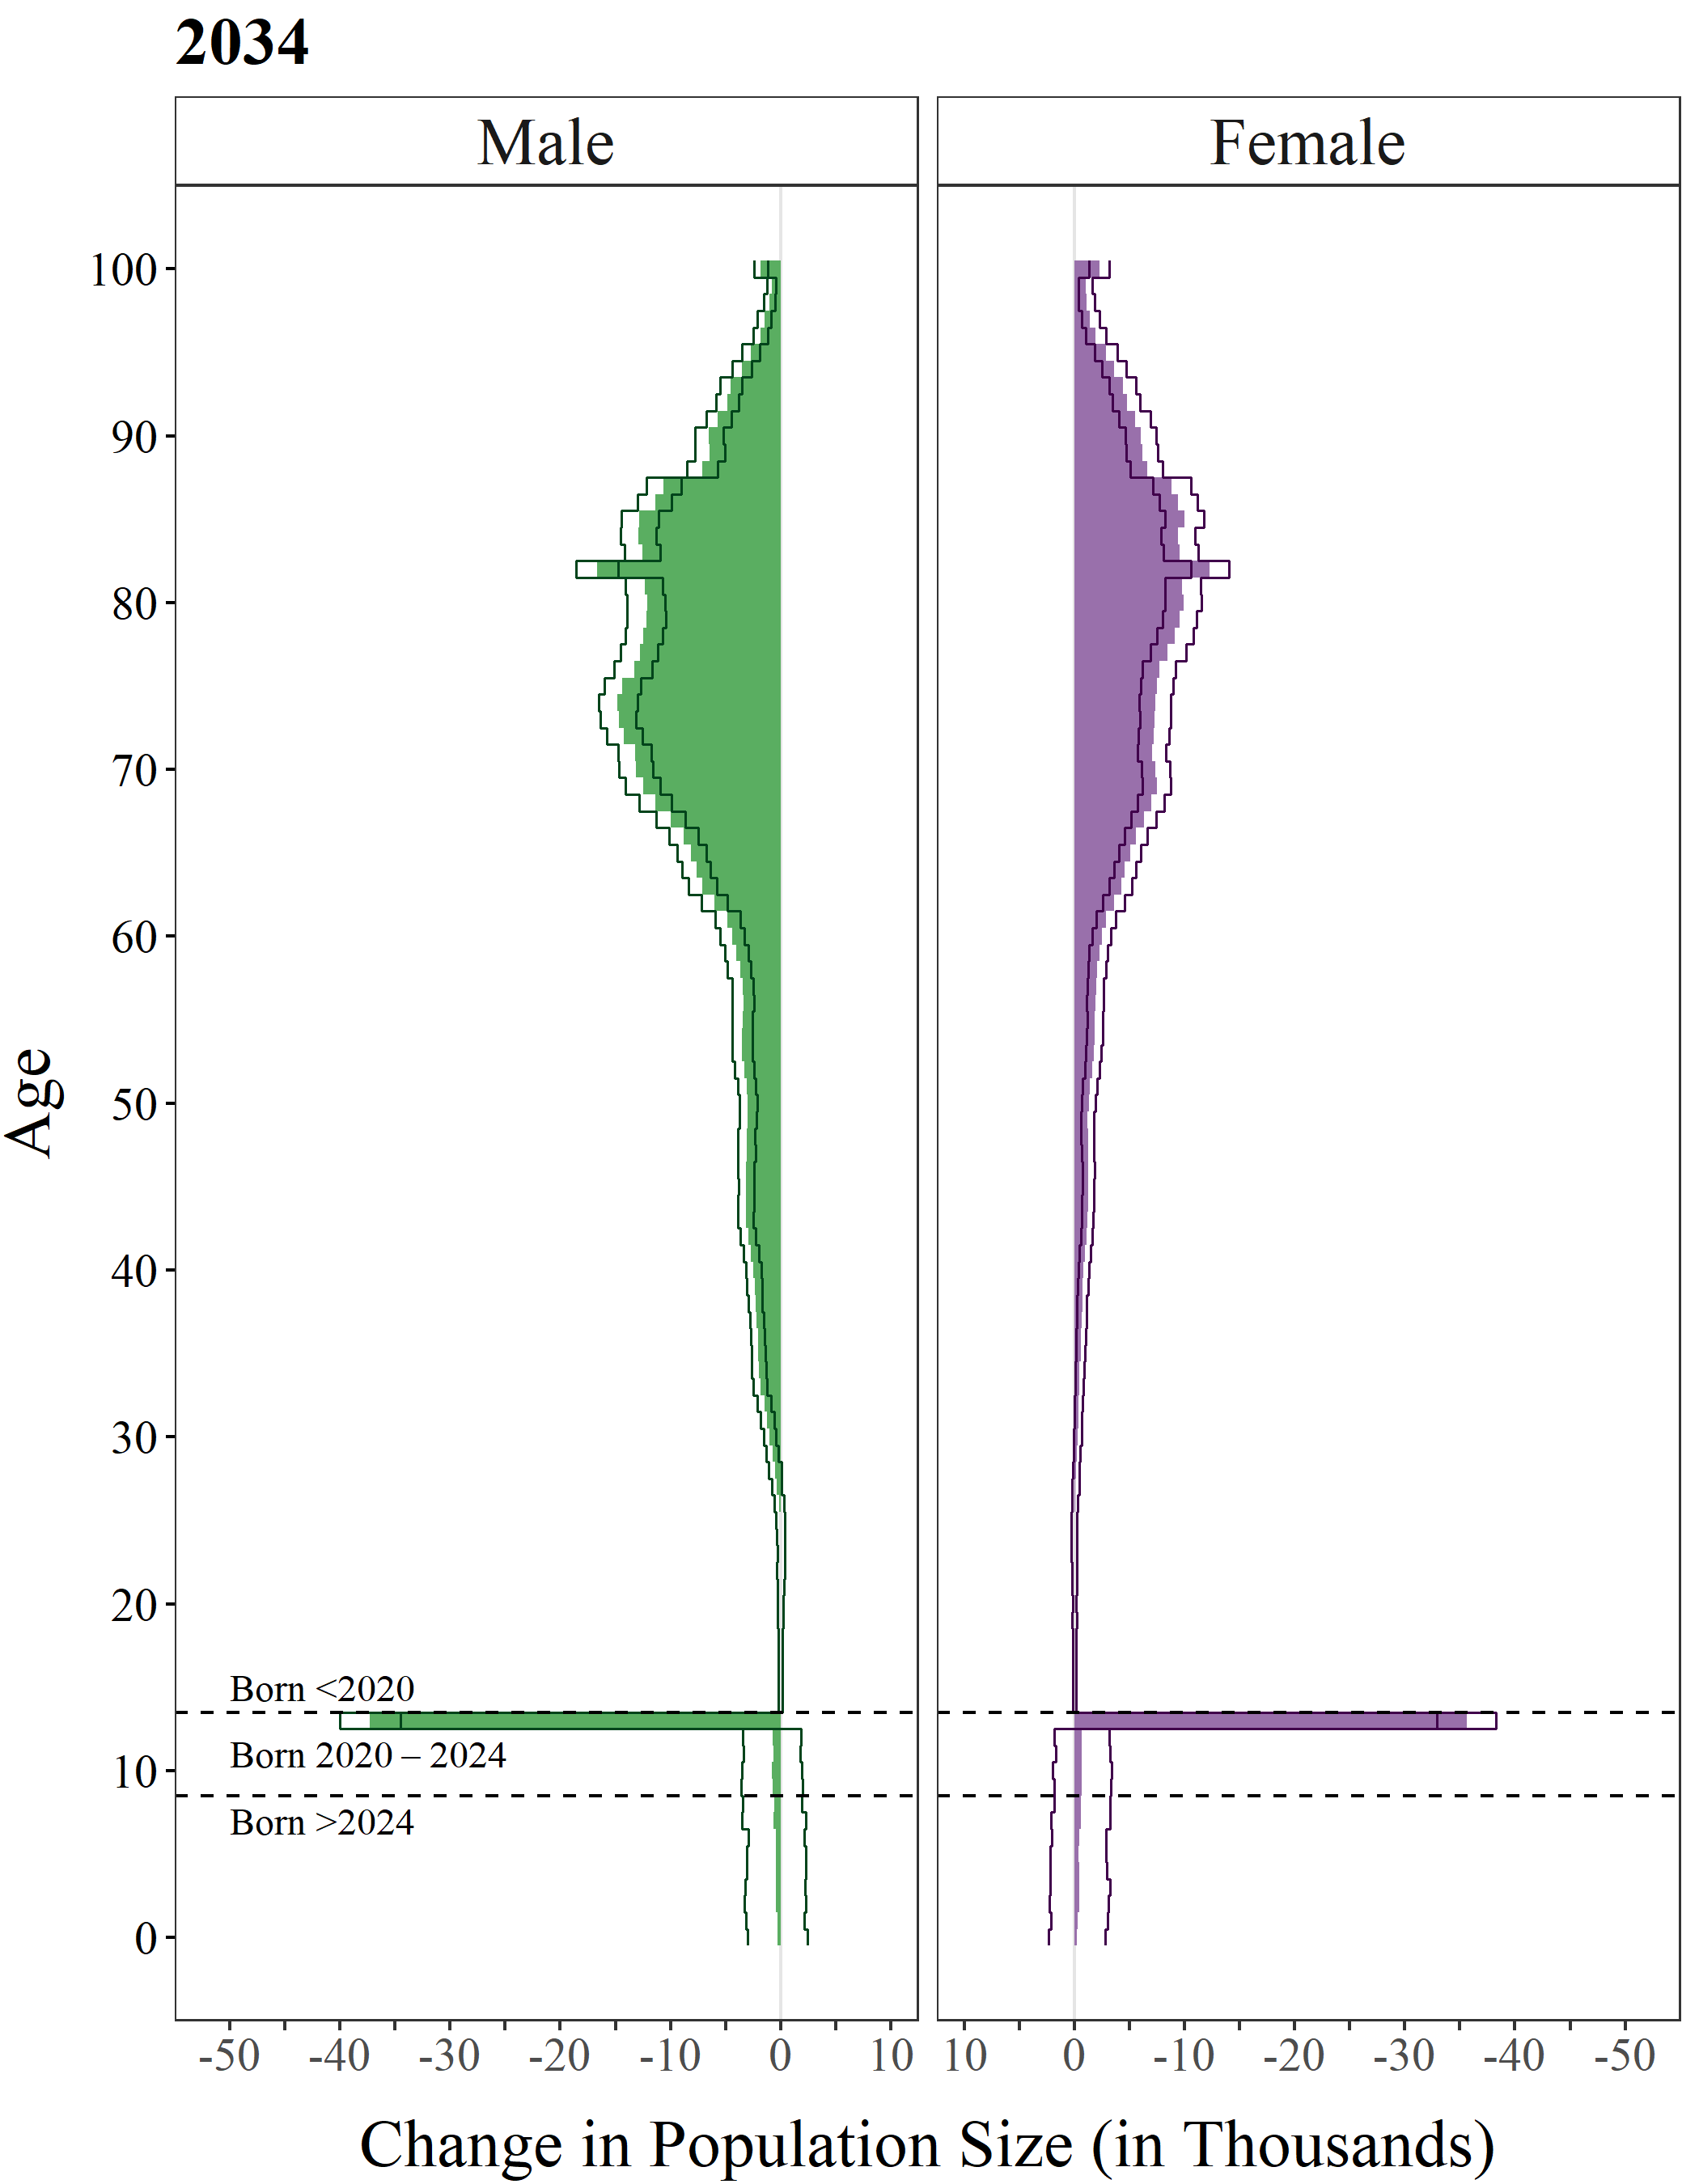 2034
Male Female
100
90
80
70
60
50
40
30
20
Born <2020
Born 2020 – 2024
10
Born >2024
0
-50 -40 -30 -20 -10 0 10 10 0 -10 -20 -30 -40 -50
Age
Change in Population Size (in Thousands)